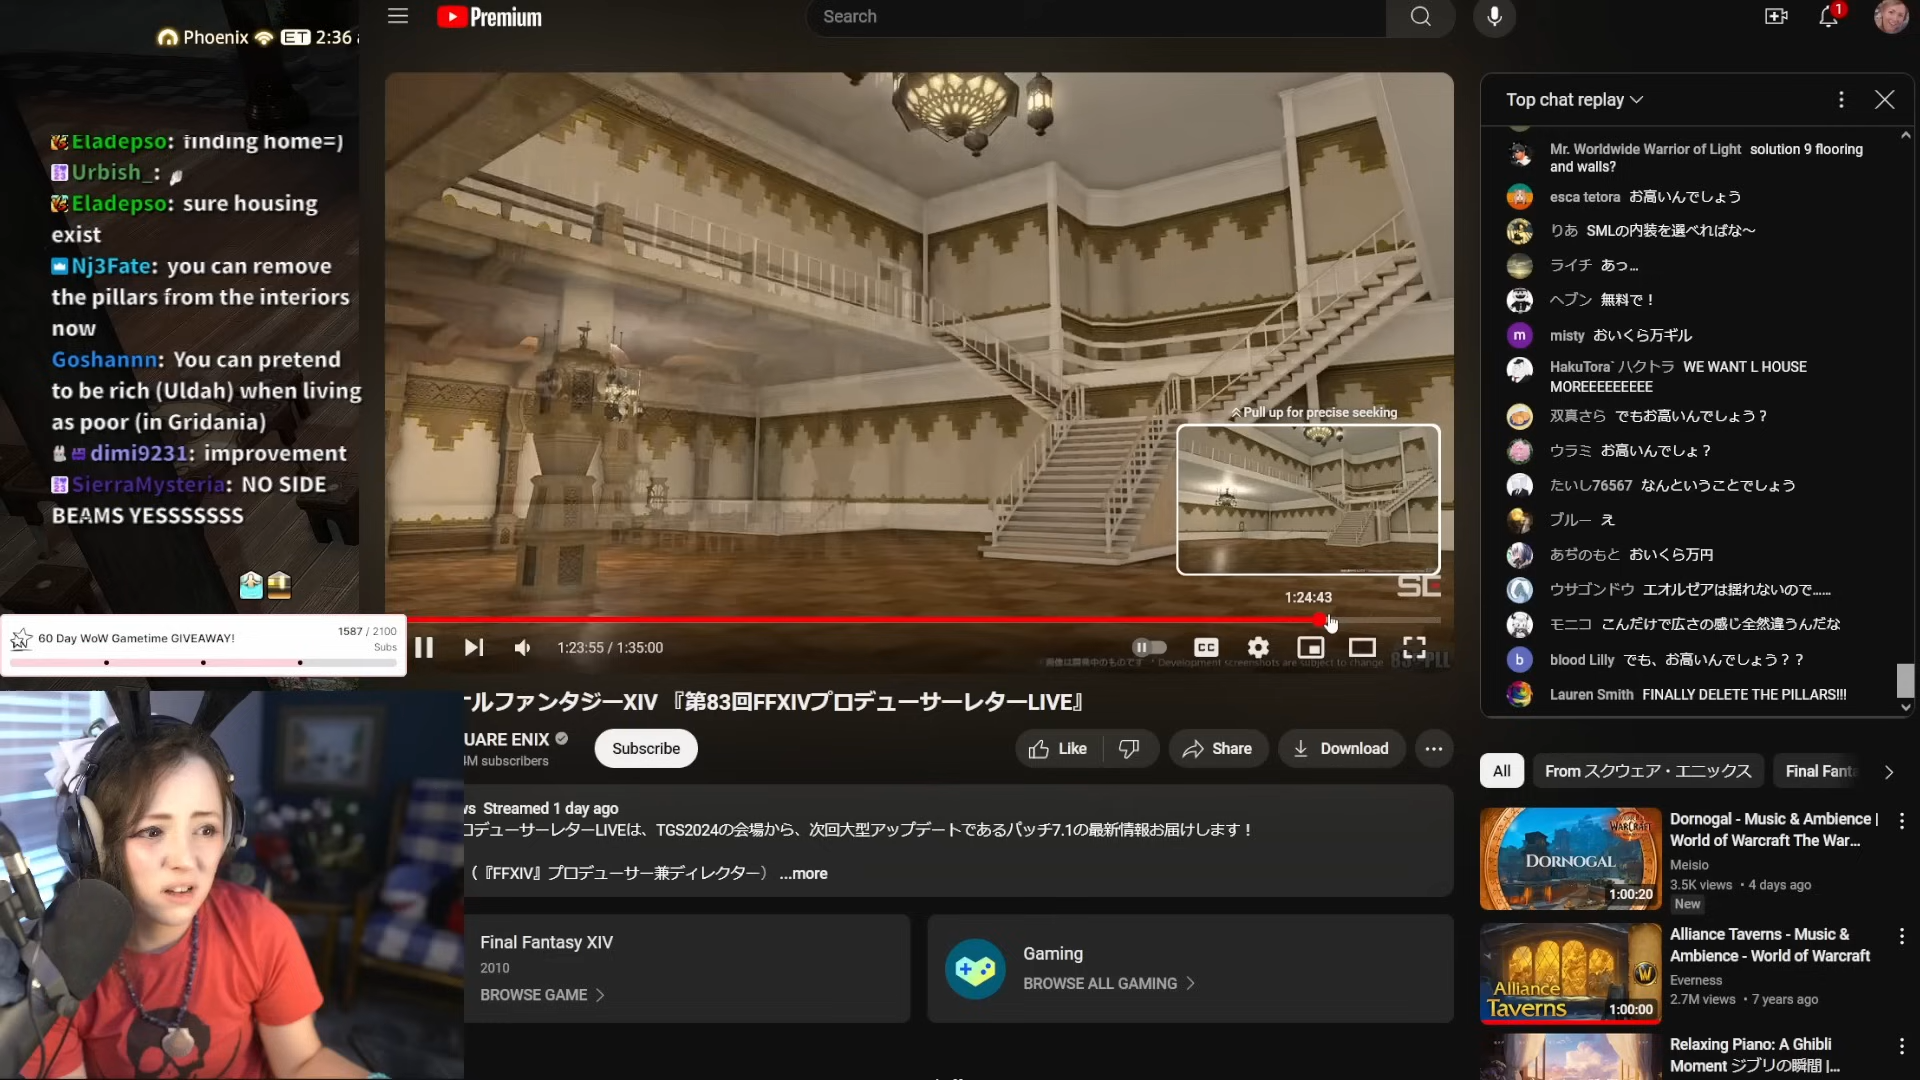 Phoenix ET 2:36
Premium
Search
1
Eladepso: finding home=)
Urbish_:
Eladepso: sure housing
exist
Nj3Fate: you can remove
the pillars from the interiors
now
Goshannn: You can pretend
to be rich (Uldah) when living
as poor (in Gridania)
dimi9231: improvement
SierraMysteria: NO SIDE
BEAMS YESSSSSSS
60 Day WoW Gametime GIVEAWAY!
1587 / 2100
Subs
Pull up for precise seeking
1:24:43
1:23:55 / 1:35:00
CC
Development screenshots are subject to change
ルファンタジーXIV 『第83回FFXIVプロデューサーレターLIVE』
UARE ENIX
M subscribers
Subscribe
Like
Share
Download
ws Streamed 1 day ago
ロデューサーレターLIVEは、TGS2024の会場から、次回大型アップデートであるパッチ7.1の最新情報お届けします！
（『FFXIV』プロデューサー兼ディレクター） ...more
Final Fantasy XIV
2010
BROWSE GAME
Gaming
BROWSE ALL GAMING
Top chat replay
Mr. Worldwide Warrior of Light solution 9 flooring
and walls?
esca tetora お高いんでしょう
りあ SMLの内装を選べればな〜
ライチ あっ…
ヘブン 無料で！
misty おいくら万ギル
HakuTora` ハクトラ WE WANT L HOUSE
MOREEEEEEEEE
双真さら でもお高いんでしょう？
ウラミ お高いんでしょ？
たいし76567 なんということでしょう
ブルー え
あぢのもと おいくら万円
ウサゴンドウ エオルゼアは揺れないので……
モニコ こんだけで広さの感じ全然違うんだな
blood Lilly でも、お高いんでしょう？？
Lauren Smith FINALLY DELETE THE PILLARS!!!
All
From スクウェア・エニックス
Final Fanta
Dornogal - Music & Ambience |
World of Warcraft The War...
Meisio
3.5K views • 4 days ago
New
WARCRAFT
DORNOGAL
1:00:20
Alliance Taverns - Music &
Ambience - World of Warcraft
Everness
2.7M views • 7 years ago
Alliance
Taverns
1:00:00
Relaxing Piano: A Ghibli
Moment ジブリの瞬間 |...